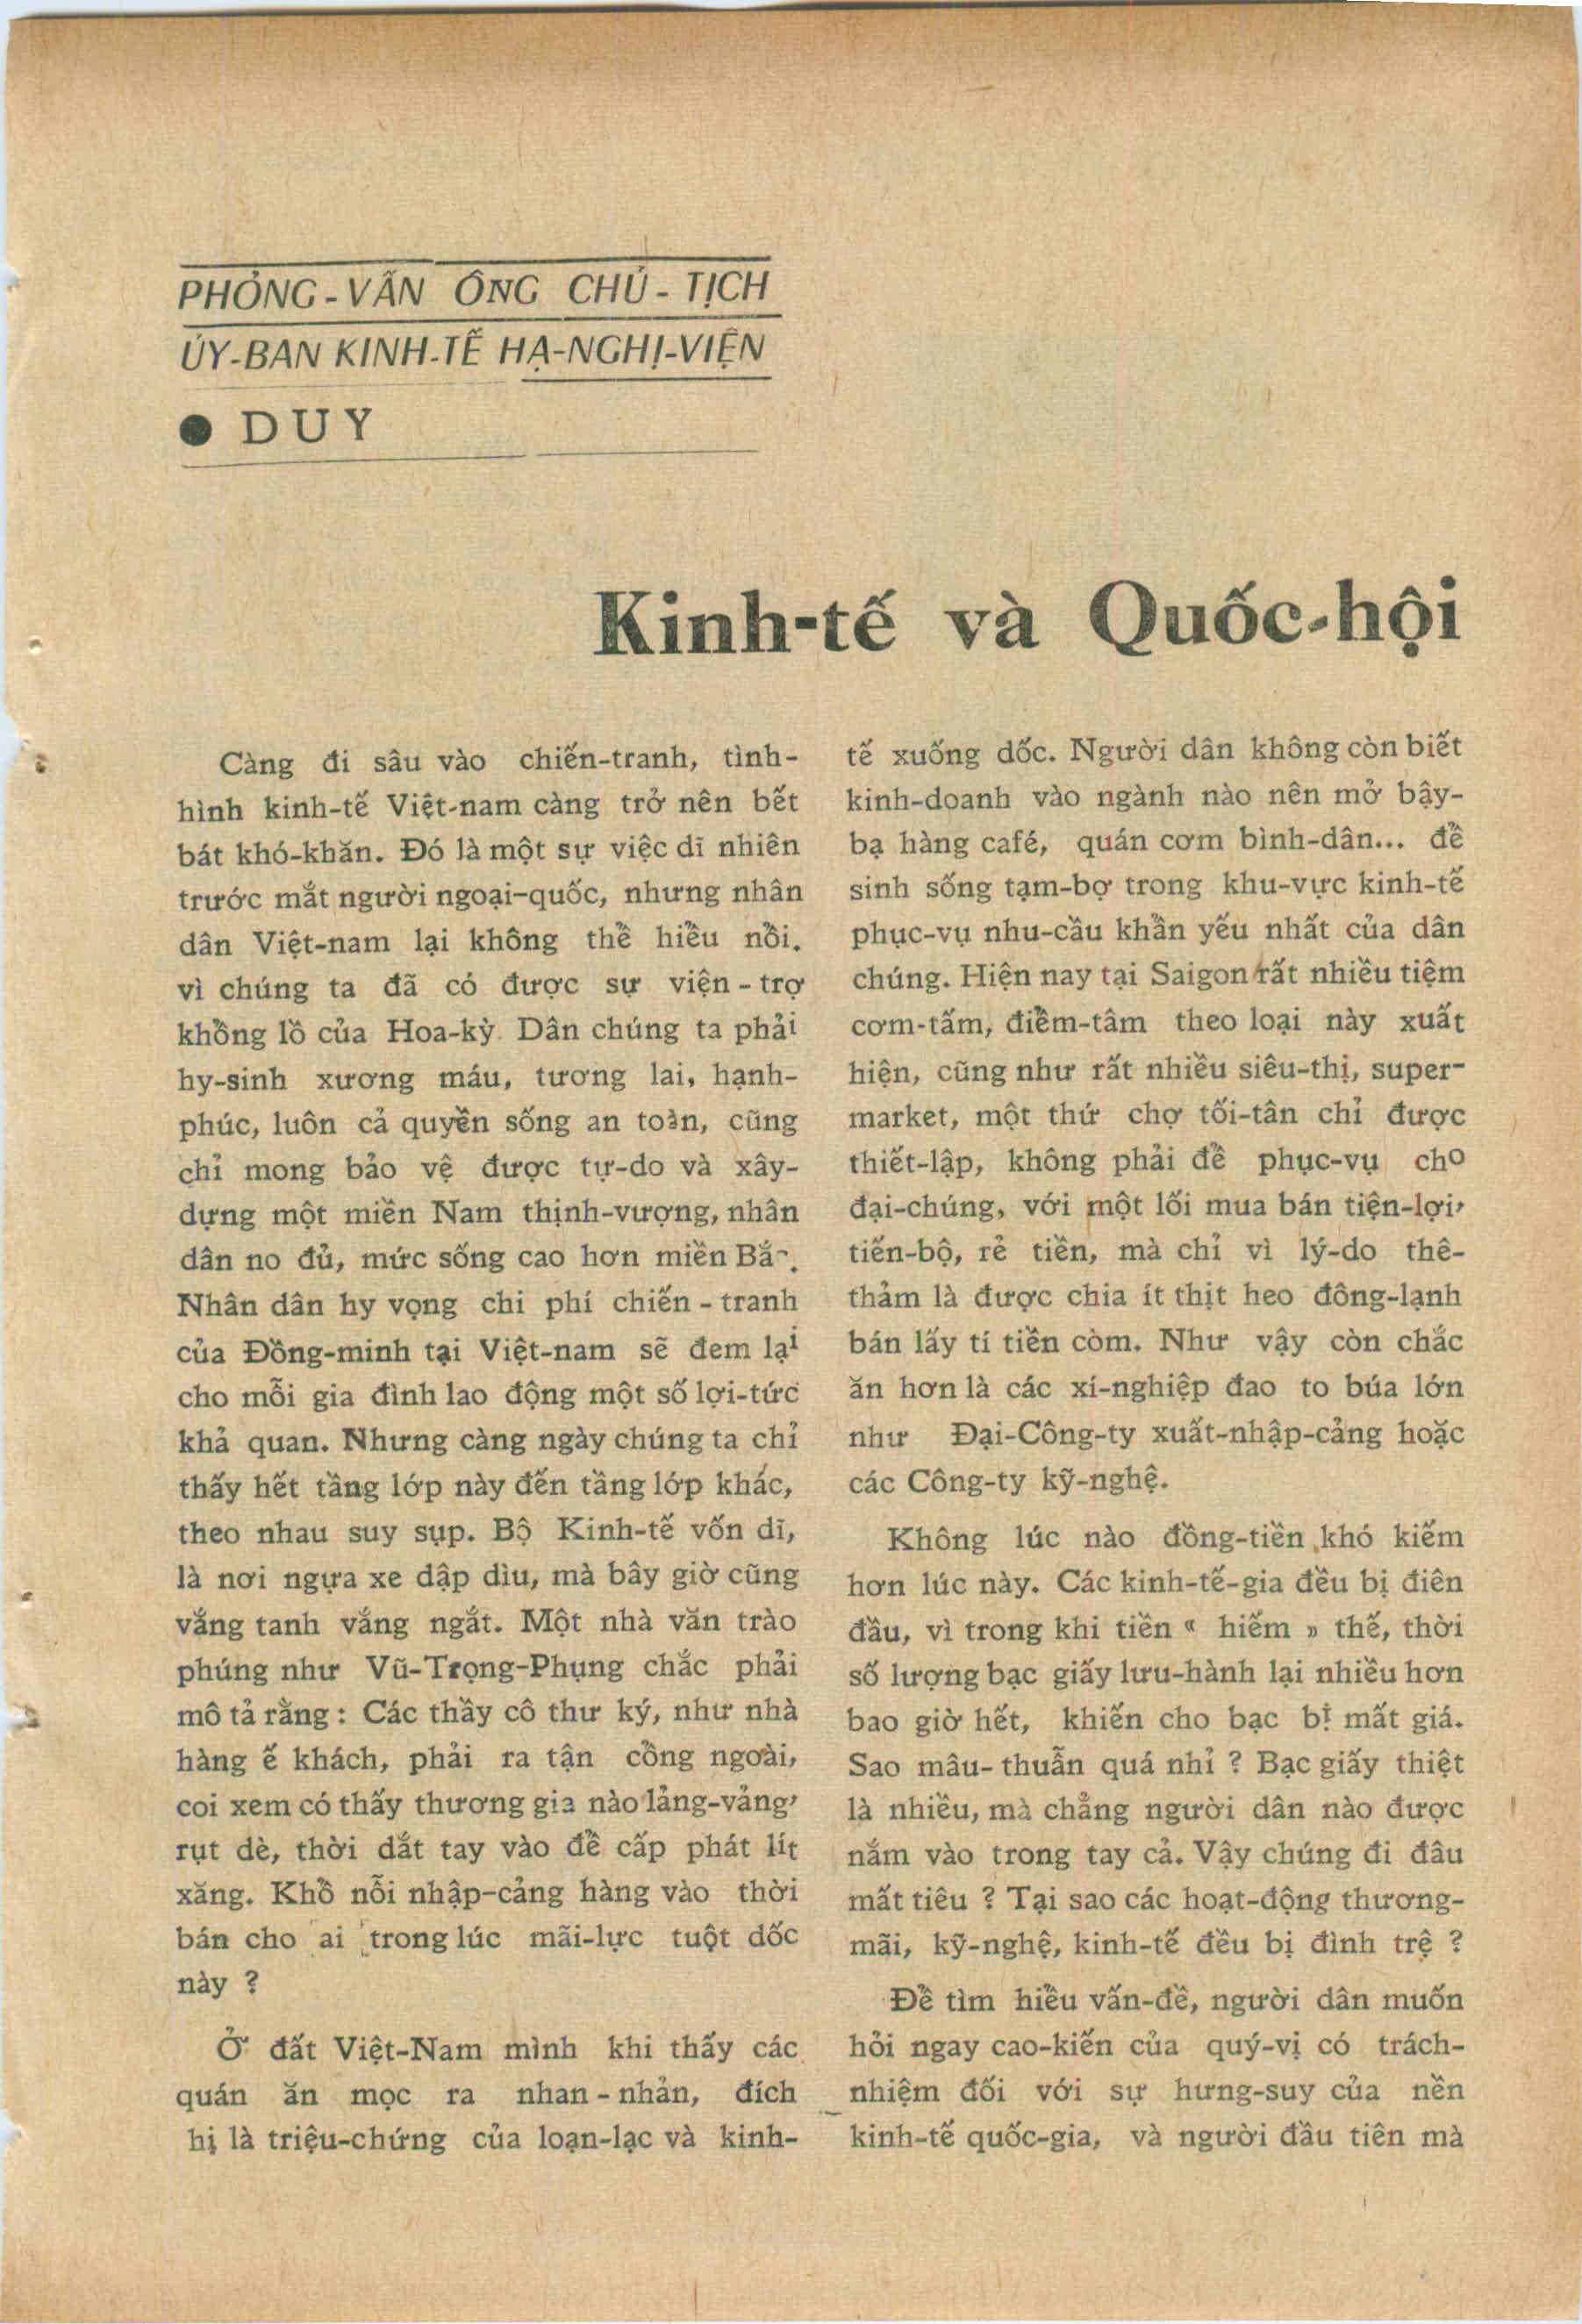 PHỎNG-VẤN ÔNG CHỦ-TỊCH
ỦY-BAN KINH-TẾ HẠ-NGHỊ-VIỆN
● DUY
Kinh-tế và Quốc-hội
Càng đi sâu vào chiến-tranh, tình-
hình kinh-tế Việt-nam càng trở nên bết
bát khó-khăn. Đó là một sự việc dĩ nhiên
trước mắt người ngoại-quốc, nhưng nhân
dân Việt-nam lại không thể hiểu nổi.
vì chúng ta đã có được sự viện-trợ
khổng lồ của Hoa-kỳ. Dân chúng ta phải
hy-sinh xương máu, tương lai, hạnh-
phúc, luôn cả quyền sống an toàn, cũng
chỉ mong bảo vệ được tự-do và xây-
dựng một miền Nam thịnh-vượng, nhân
dân no đủ, mức sống cao hơn miền Bắc.
Nhân dân hy vọng chi phí chiến-tranh
của Đồng-minh tại Việt-nam sẽ đem lại
cho mỗi gia đình lao động một số lợi-tức
khả quan. Nhưng càng ngày chúng ta chỉ
thấy hết tầng lớp này đến tầng lớp khác,
theo nhau suy sụp. Bộ Kinh-tế vốn dĩ,
là nơi ngựa xe dập dìu, mà bây giờ cũng
vắng tanh vắng ngắt. Một nhà văn trào
phúng như Vũ-Trọng-Phụng chắc phải
mô tả rằng : Các thầy cô thư ký, như nhà
hàng ế khách, phải ra tận cổng ngoài,
coi xem có thấy thương gia nào lảng-vảng,
rụt dè, thời dắt tay vào để cấp phát lít
xăng. Khổ nỗi nhập-cảng hàng vào thời
bán cho ai trong lúc mãi-lực tuột dốc
này ?
Ở đất Việt-Nam mình khi thấy các
quán ăn mọc ra nhan-nhản, đích
hị là triệu-chứng của loạn-lạc và kinh-
tế xuống dốc. Người dân không còn biết
kinh-doanh vào ngành nào nên mở bậy-
bạ hàng café, quán cơm bình-dân... để
sinh sống tạm-bợ trong khu-vực kinh-tế
phục-vụ nhu-cầu khẩn yếu nhất của dân
chúng. Hiện nay tại Saigon rất nhiều tiệm
cơm-tấm, điểm-tâm theo loại này xuất
hiện, cũng như rất nhiều siêu-thị, super-
market, một thứ chợ tối-tân chỉ được
thiết-lập, không phải để phục-vụ cho
đại-chúng, với một lối mua bán tiện-lợi,
tiến-bộ, rẻ tiền, mà chỉ vì lý-do thê-
thảm là được chia ít thịt heo đông-lạnh
bán lấy tí tiền còm. Như vậy còn chắc
ăn hơn là các xí-nghiệp đao to búa lớn
như Đại-Công-ty xuất-nhập-cảng hoặc
các Công-ty kỹ-nghệ.
Không lúc nào đồng-tiền khó kiếm
hơn lúc này. Các kinh-tế-gia đều bị điên
đầu, vì trong khi tiền « hiếm » thế, thời
số lượng bạc giấy lưu-hành lại nhiều hơn
bao giờ hết, khiến cho bạc bị mất giá.
Sao mâu-thuẫn quá nhỉ ? Bạc giấy thiệt
là nhiều, mà chẳng người dân nào được
nắm vào trong tay cả. Vậy chúng đi đâu
mất tiêu ? Tại sao các hoạt-động thương-
mãi, kỹ-nghệ, kinh-tế đều bị đình trệ ?
Để tìm hiểu vấn-đề, người dân muốn
hỏi ngay cao-kiến của quý-vị có trách-
nhiệm đối với sự hưng-suy của nền
kinh-tế quốc-gia, và người đầu tiên mà